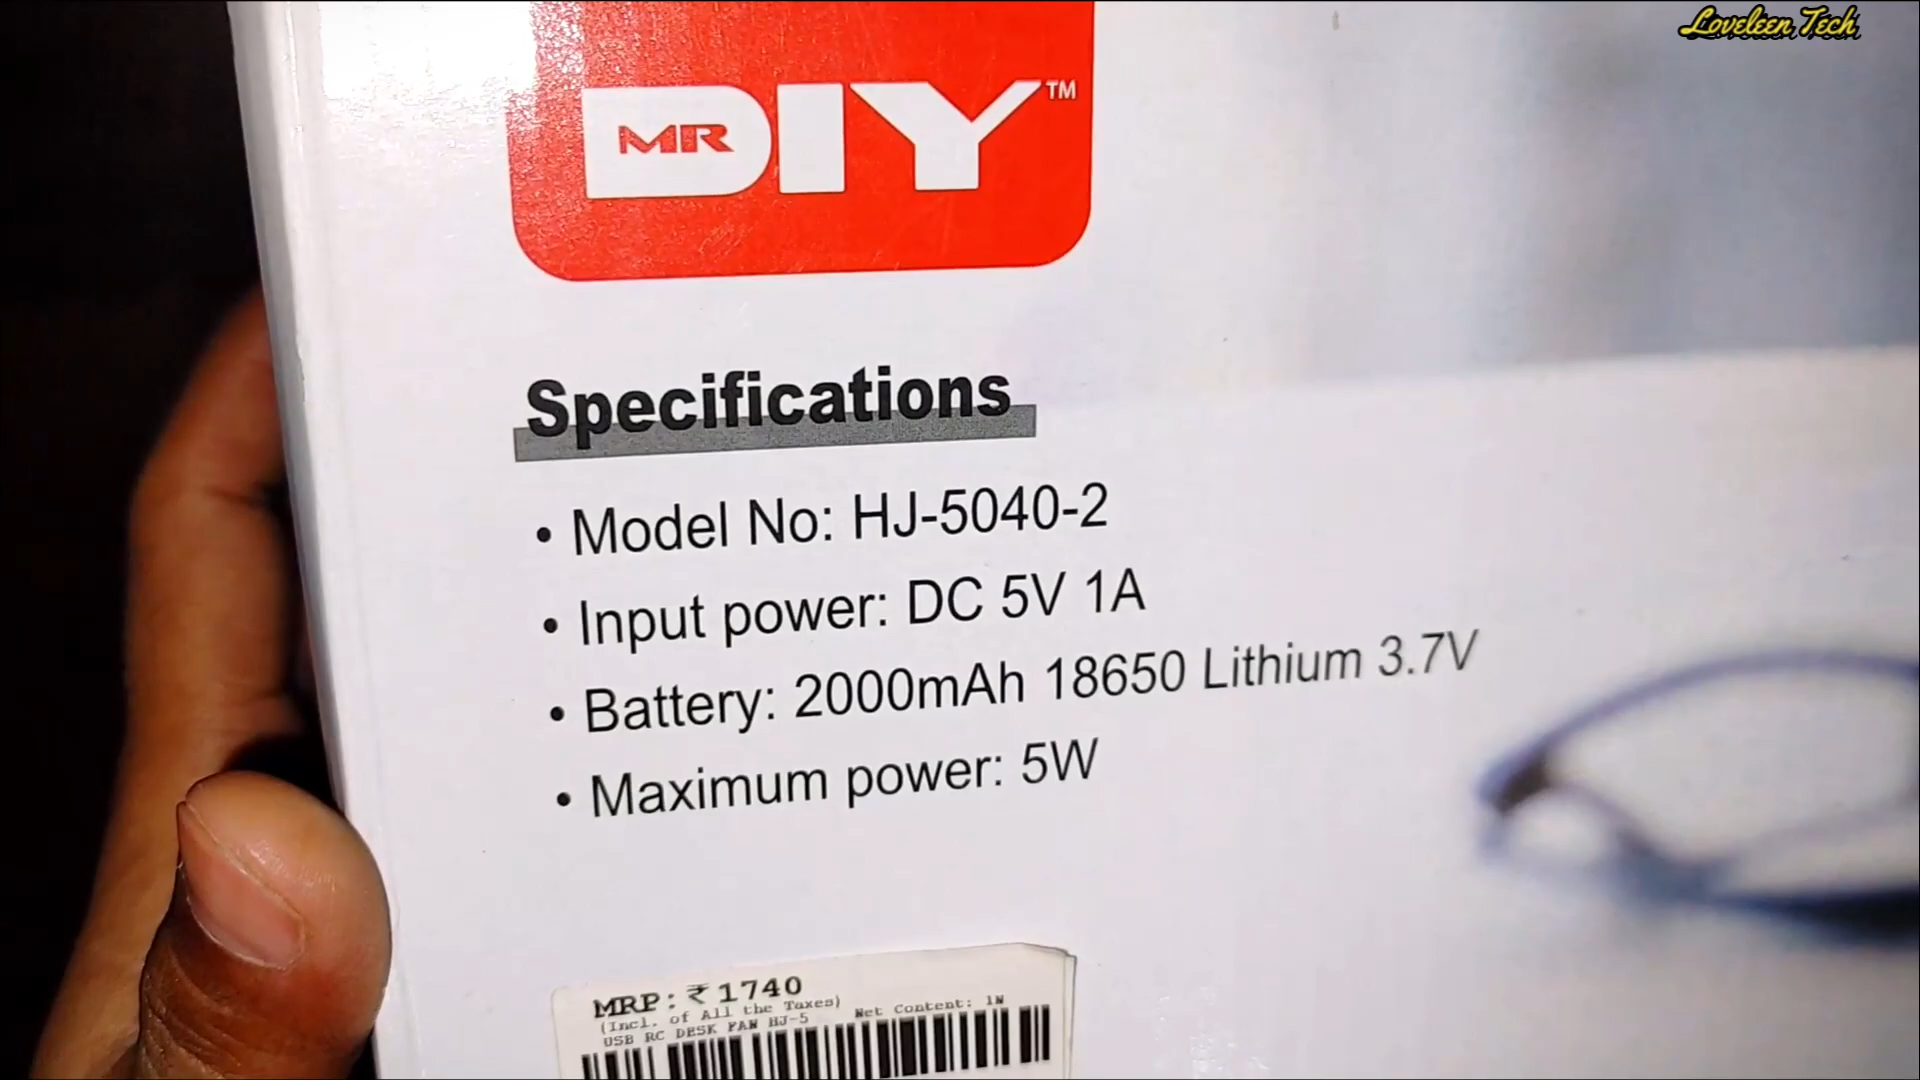 Loveleen Tech
MR DIY™
Specifications
• Model No: HJ-5040-2
• Input power: DC 5V 1A
• Battery: 2000mAh 18650 Lithium 3.7V
• Maximum power: 5W
MRP: ₹ 1740
(Incl. of All the Taxes)
Net Content: 1N
USB RC DESK FAN HJ-5